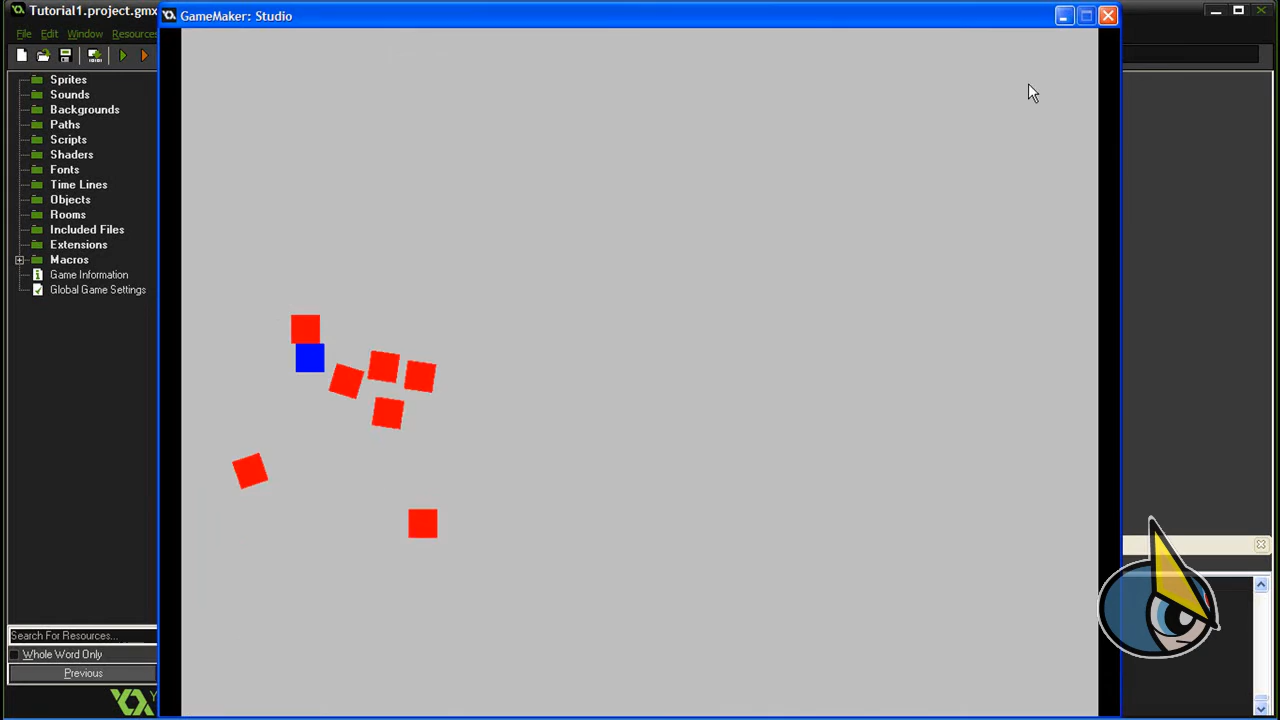 Tutorial1.project.gmx
GameMaker: Studio
File Edit Window Resources
Sprites
Sounds
Backgrounds
Paths
Scripts
Shaders
Fonts
Time Lines
Objects
Rooms
Included Files
Extensions
Macros
Game Information
Global Game Settings
Search For Resources...
Whole Word Only
Previous